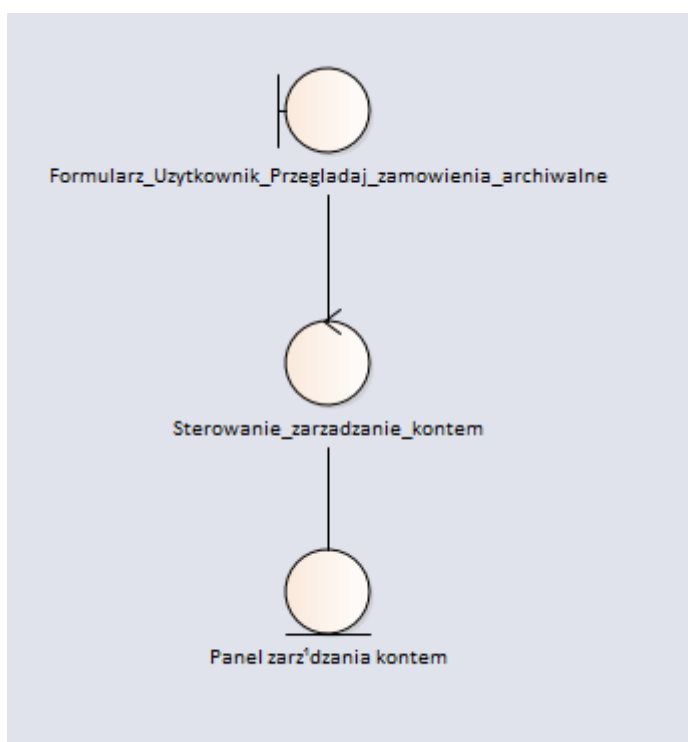 Formularz_Uzytkownik_Przegladaj_zamowienia_archiwalne
Sterowanie_zarzadzanie_kontem
Panel zarz¹dzania kontem